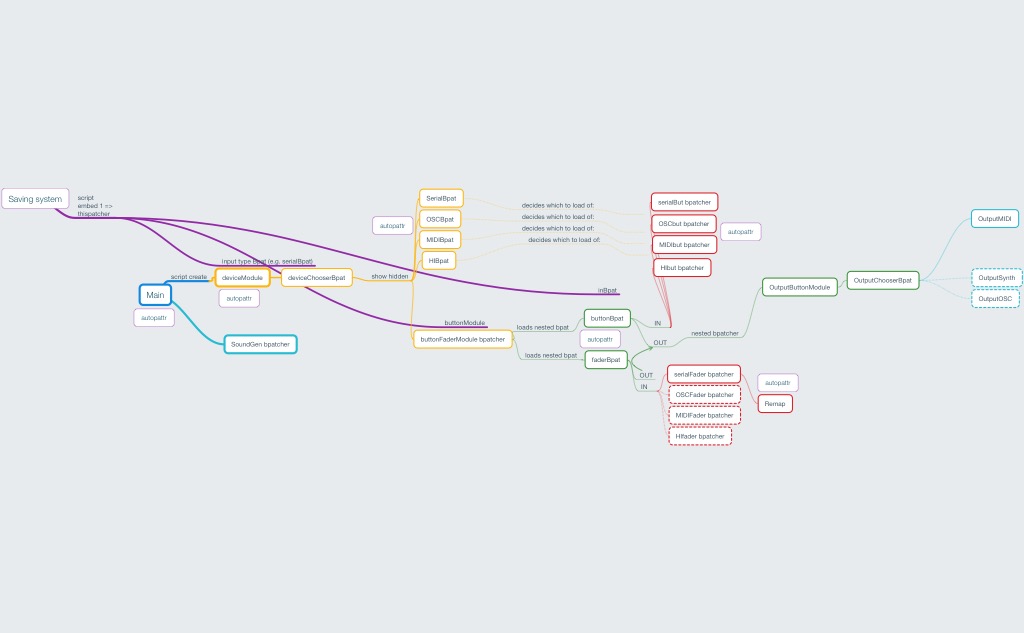 Saving system
script
embed 1 =>
thispatcher
input type Bpat (e.g. serialBpat)
script create
deviceModule
deviceChooserBpat
show hidden
autopattr
Main
autopattr
SoundGen bpatcher
autopattr
SerialBpat
OSCBpat
MIDIBpat
HIBpat
decides which to load of:
decides which to load of:
decides which to load of:
decides which to load of:
serialBut bpatcher
OSCbut bpatcher
MIDIbut bpatcher
HIbut bpatcher
autopattr
inBpat
buttonModule
buttonFaderModule bpatcher
loads nested bpat
loads nested bpat
buttonBpat
autopattr
faderBpat
IN
OUT
OUT
IN
nested bpatcher
serialFader bpatcher
OSCFader bpatcher
MIDIFader bpatcher
HIfader bpatcher
autopattr
Remap
OutputButtonModule
OutputChooserBpat
OutputMIDI
OutputSynth
OutputOSC